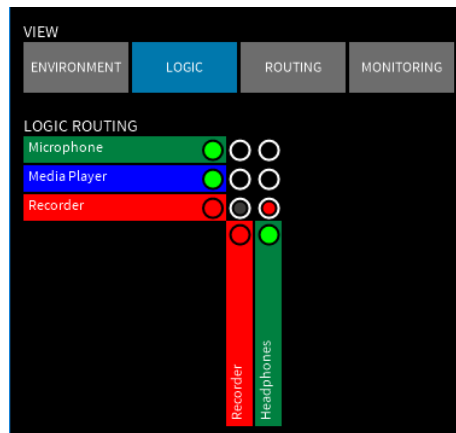 VIEW
ENVIRONMENT LOGIC ROUTING MONITORING
LOGIC ROUTING
Microphone
Media Player
Recorder
Recorder
Headphones